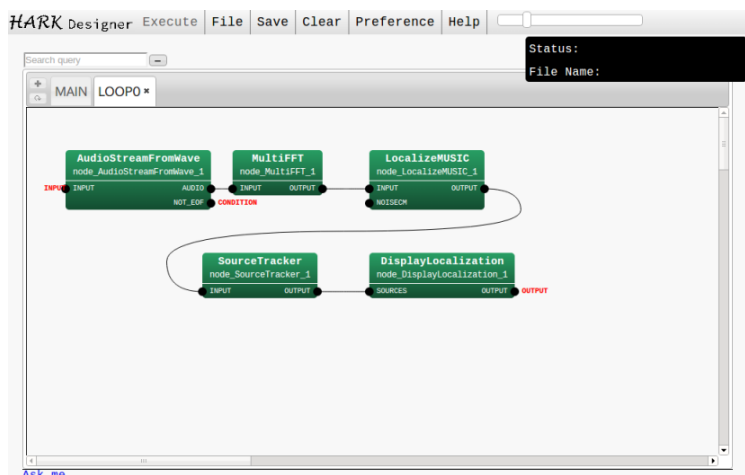 HARK Designer Execute File Save Clear Preference Help
Status:
File Name:
Search query
MAIN LOOP0 ×
AudioStreamFromWave
node_AudioStreamFromWave_1
INPUT INPUT AUDIO
NOT_EOF CONDITION
MultiFFT
node_MultiFFT_1
INPUT OUTPUT
LocalizeMUSIC
node_LocalizeMUSIC_1
INPUT OUTPUT
NOISECM
SourceTracker
node_SourceTracker_1
INPUT OUTPUT
DisplayLocalization
node_DisplayLocalization_1
SOURCES OUTPUT OUTPUT
Ask me